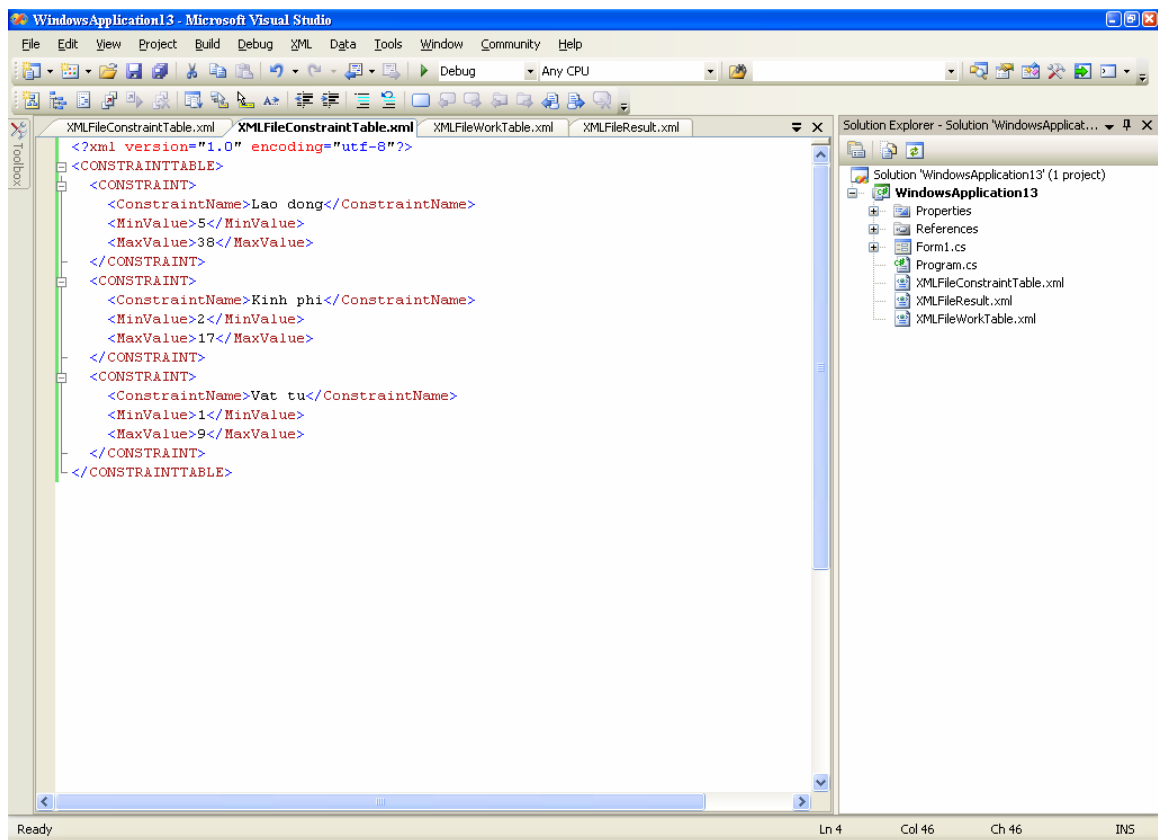 WindowsApplication13 - Microsoft Visual Studio
File Edit View Project Build Debug XML Data Tools Window Community Help
Debug Any CPU
Toolbox
XMLFileConstraintTable.xml XMLFileConstraintTable.xml XMLFileWorkTable.xml XMLFileResult.xml
<?xml version="1.0" encoding="utf-8"?>
<CONSTRAINTTABLE>
<CONSTRAINT>
<ConstraintName>Lao dong</ConstraintName>
<MinValue>5</MinValue>
<MaxValue>38</MaxValue>
</CONSTRAINT>
<CONSTRAINT>
<ConstraintName>Kinh phi</ConstraintName>
<MinValue>2</MinValue>
<MaxValue>17</MaxValue>
</CONSTRAINT>
<CONSTRAINT>
<ConstraintName>Vat tu</ConstraintName>
<MinValue>1</MinValue>
<MaxValue>9</MaxValue>
</CONSTRAINT>
</CONSTRAINTTABLE>
Solution Explorer - Solution 'WindowsApplicat...
Solution 'WindowsApplication13' (1 project)
WindowsApplication13
Properties
References
Form1.cs
Program.cs
XMLFileConstraintTable.xml
XMLFileResult.xml
XMLFileWorkTable.xml
Ready Ln 4 Col 46 Ch 46 INS